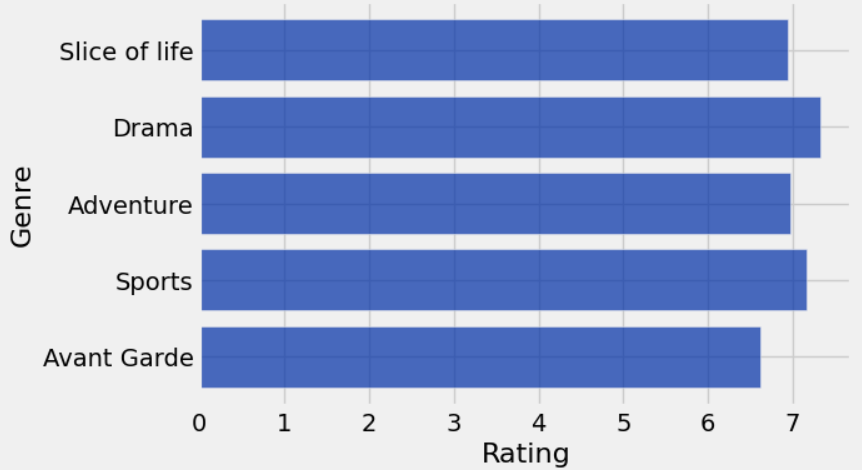 Slice of life
Drama
Adventure
Sports
Avant Garde
Genre
0 1 2 3 4 5 6 7
Rating